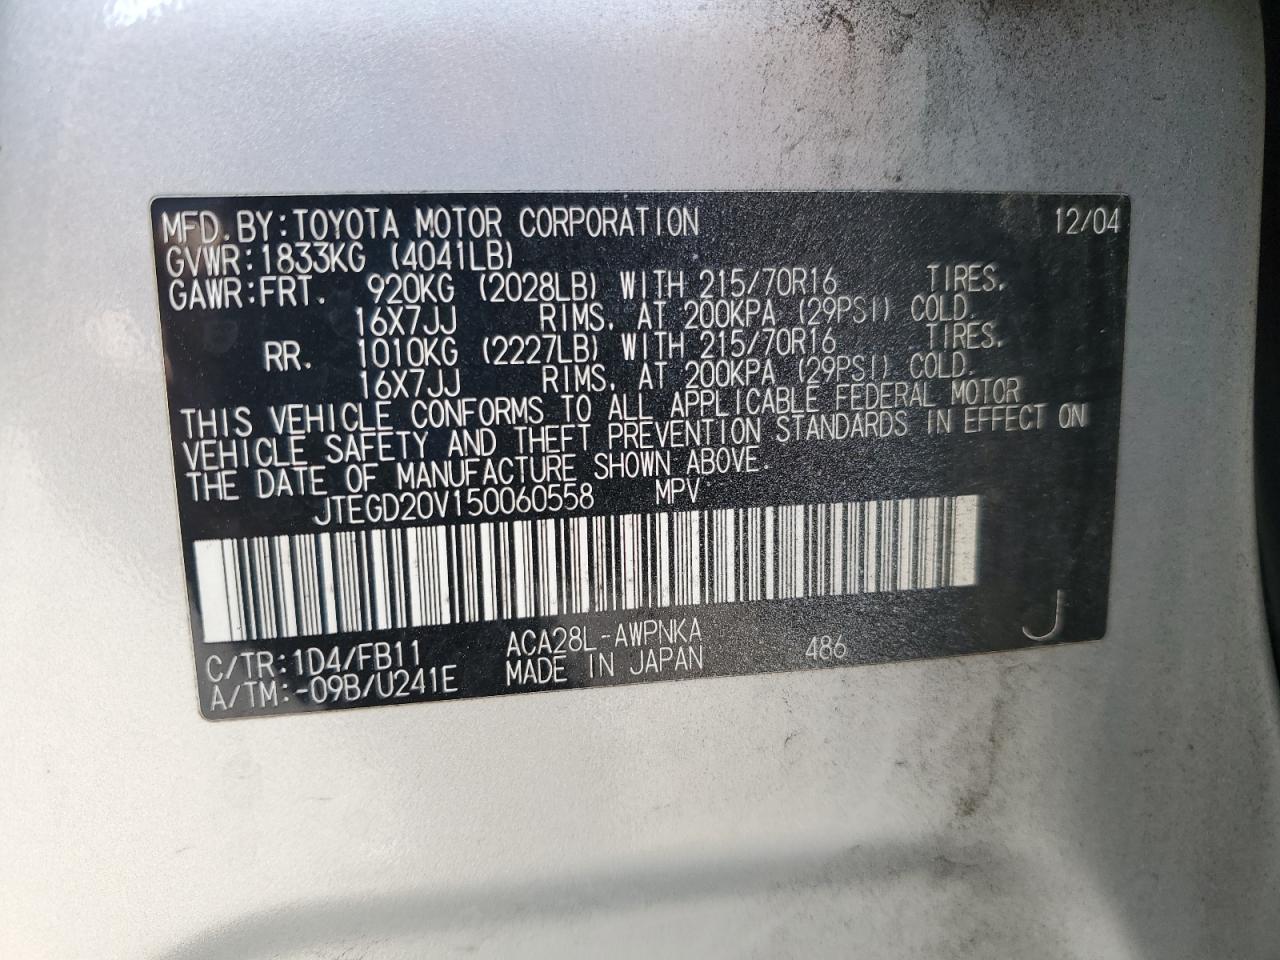 MFD. BY: TOYOTA MOTOR CORPORATION 12/04
GVWR: 1833KG (4041LB)
GAWR: FRT. 920KG (2028LB) WITH 215/70R16 TIRES.
16X7JJ RIMS. AT 200KPA (29PSI) COLD.
RR. 1010KG (2227LB) WITH 215/70R16 TIRES.
16X7JJ RIMS. AT 200KPA (29PSI) COLD.
THIS VEHICLE CONFORMS TO ALL APPLICABLE FEDERAL MOTOR
VEHICLE SAFETY AND THEFT PREVENTION STANDARDS IN EFFECT ON
THE DATE OF MANUFACTURE SHOWN ABOVE.
JTEGD20V150060558 MPV
C/TR: 1D4/FB11 ACA28L-AWPNKA 486 J
A/TM: -09B/U241E MADE IN JAPAN